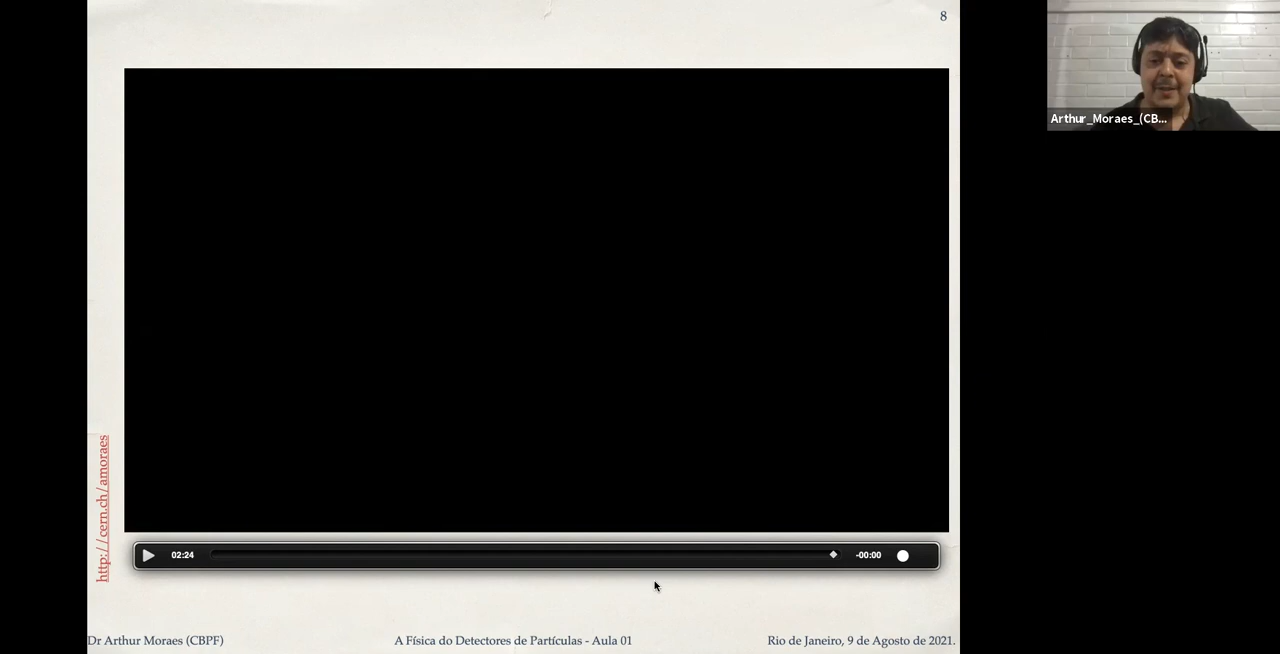 8
Arthur_Moraes_(CB...
http://cern.ch/amoraes
02:24
-00:00
Dr Arthur Moraes (CBPF)
A Física do Detectores de Partículas - Aula 01
Rio de Janeiro, 9 de Agosto de 2021.